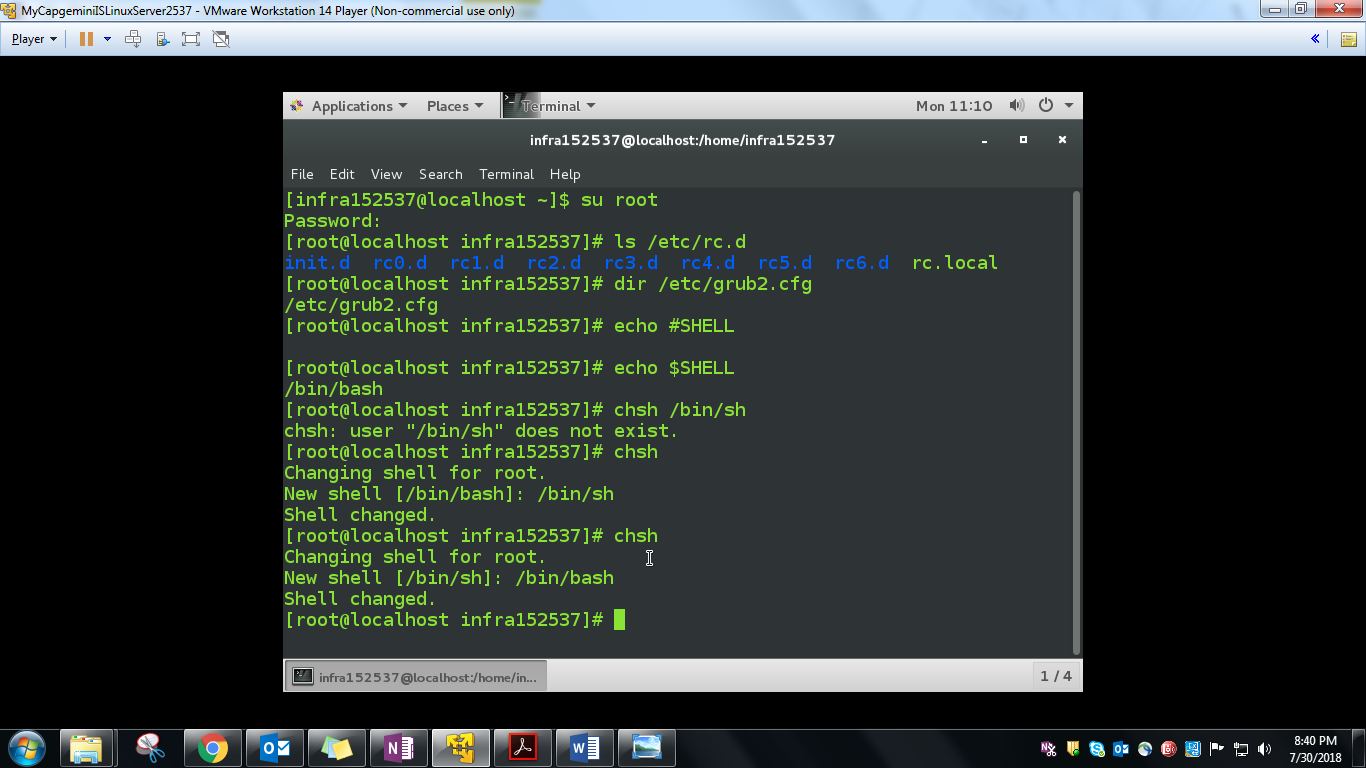 MyCapgeminiISLinuxServer2537 - VMware Workstation 14 Player (Non-commercial use only)
Player
Applications Places Terminal Mon 11:10
infra152537@localhost:/home/infra152537
File Edit View Search Terminal Help
[infra152537@localhost ~]$ su root
Password:
[root@localhost infra152537]# ls /etc/rc.d
init.d rc0.d rc1.d rc2.d rc3.d rc4.d rc5.d rc6.d rc.local
[root@localhost infra152537]# dir /etc/grub2.cfg
/etc/grub2.cfg
[root@localhost infra152537]# echo #SHELL
[root@localhost infra152537]# echo $SHELL
/bin/bash
[root@localhost infra152537]# chsh /bin/sh
chsh: user "/bin/sh" does not exist.
[root@localhost infra152537]# chsh
Changing shell for root.
New shell [/bin/bash]: /bin/sh
Shell changed.
[root@localhost infra152537]# chsh
Changing shell for root.
New shell [/bin/sh]: /bin/bash
Shell changed.
[root@localhost infra152537]#
infra152537@localhost:/home/in...
1 / 4
8:40 PM
7/30/2018